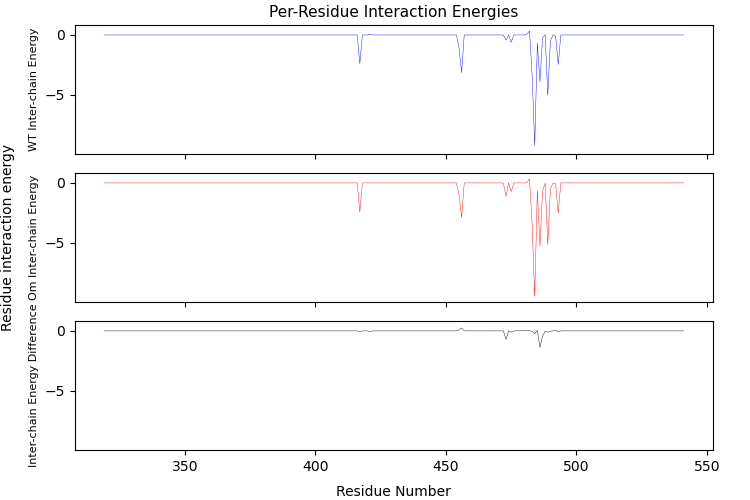 Per-Residue Interaction Energies
Residue interaction energy
WT Inter-chain Energy
0
−5
Om Inter-chain Energy
0
−5
Inter-chain Energy Difference
0
−5
350
400
450
500
550
Residue Number